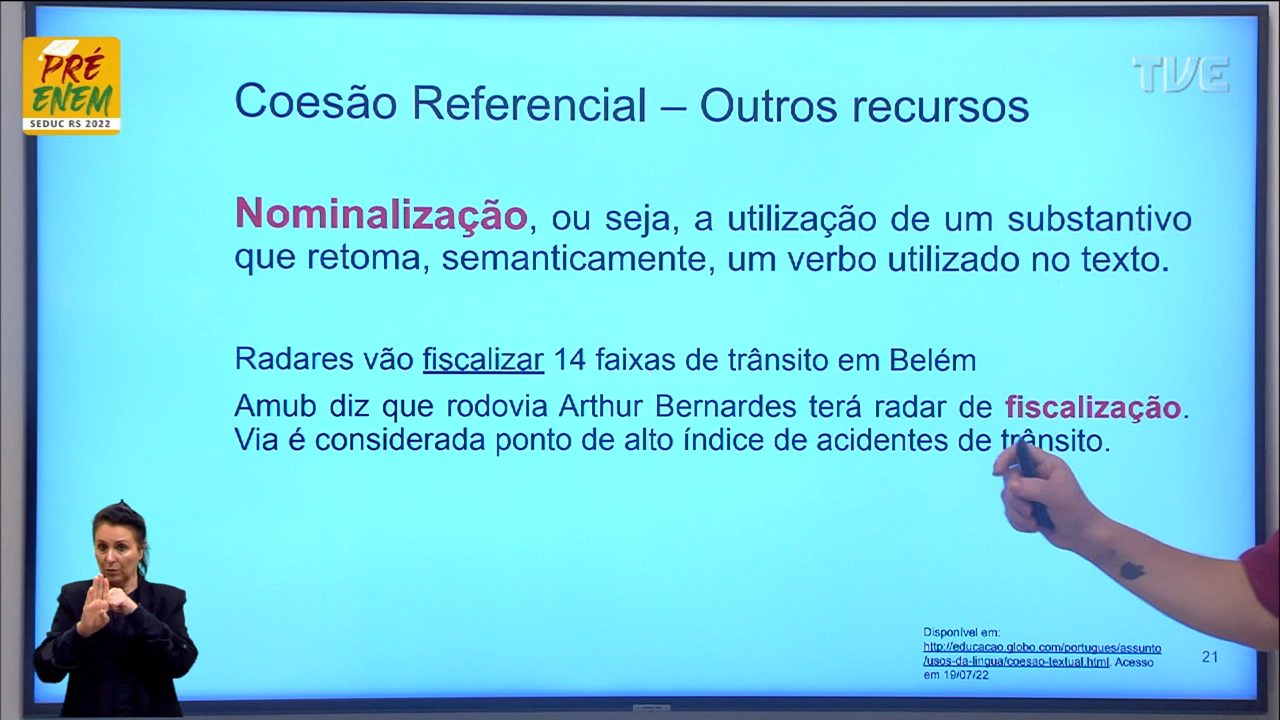 PRÉ
ENEM
SEDUC RS 2022
TVE
Coesão Referencial – Outros recursos
Nominalização, ou seja, a utilização de um substantivo
que retoma, semanticamente, um verbo utilizado no texto.
Radares vão fiscalizar 14 faixas de trânsito em Belém
Amub diz que rodovia Arthur Bernardes terá radar de fiscalização.
Via é considerada ponto de alto índice de acidentes de trânsito.
Disponível em:
http://educacao.globo.com/portugues/assunto
/usos-da-lingua/coesao-textual.html. Acesso
em 19/07/22
21